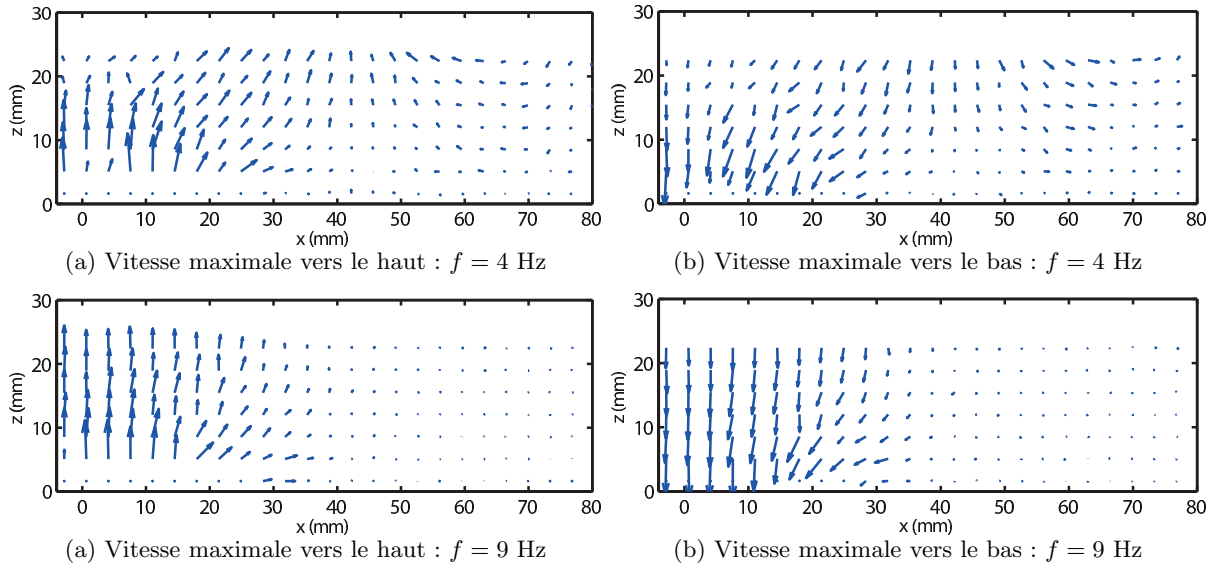 30
20
10
0
z (mm)
0 10 20 30 40 50 60 70 80
x (mm)
(a) Vitesse maximale vers le haut : f = 4 Hz
30
20
10
0
z (mm)
0 10 20 30 40 50 60 70 80
x (mm)
(b) Vitesse maximale vers le bas : f = 4 Hz
30
20
10
0
z (mm)
0 10 20 30 40 50 60 70 80
x (mm)
(a) Vitesse maximale vers le haut : f = 9 Hz
30
20
10
0
z (mm)
0 10 20 30 40 50 60 70 80
x (mm)
(b) Vitesse maximale vers le bas : f = 9 Hz